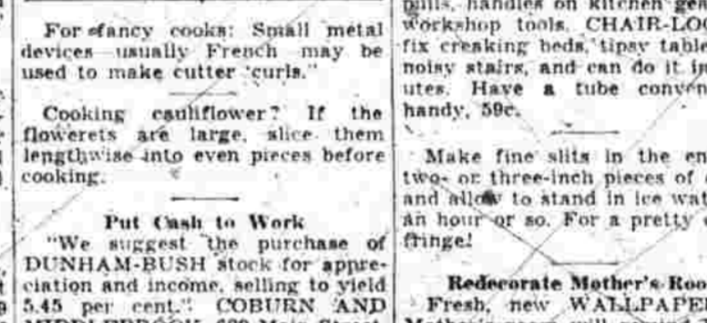 For fancy cooks: Small metal
devices usually French may be
used to make cutter "curls."
Cooking cauliflower? If the
flowerets are large, slice them
lengthwise into even pieces before
cooking.
Put Cash to Work
"We suggest the purchase of
DUNHAM-BUSH stock for appre-
ciation and income, selling to yield
5.45 per cent." COBURN AND
handles on kitchen
workshop tools. CHAIR-LOC
fix creaking beds, tipsy table
noisy stairs, and can do it in
utes. Have a tube conven
handy, 59c.
Make fine slits in the en
two- or three-inch pieces of
and allow to stand in ice wat
an hour or so. For a pretty
fringe!
Redecorate Mother's Roo
Fresh, new WALLPAPER